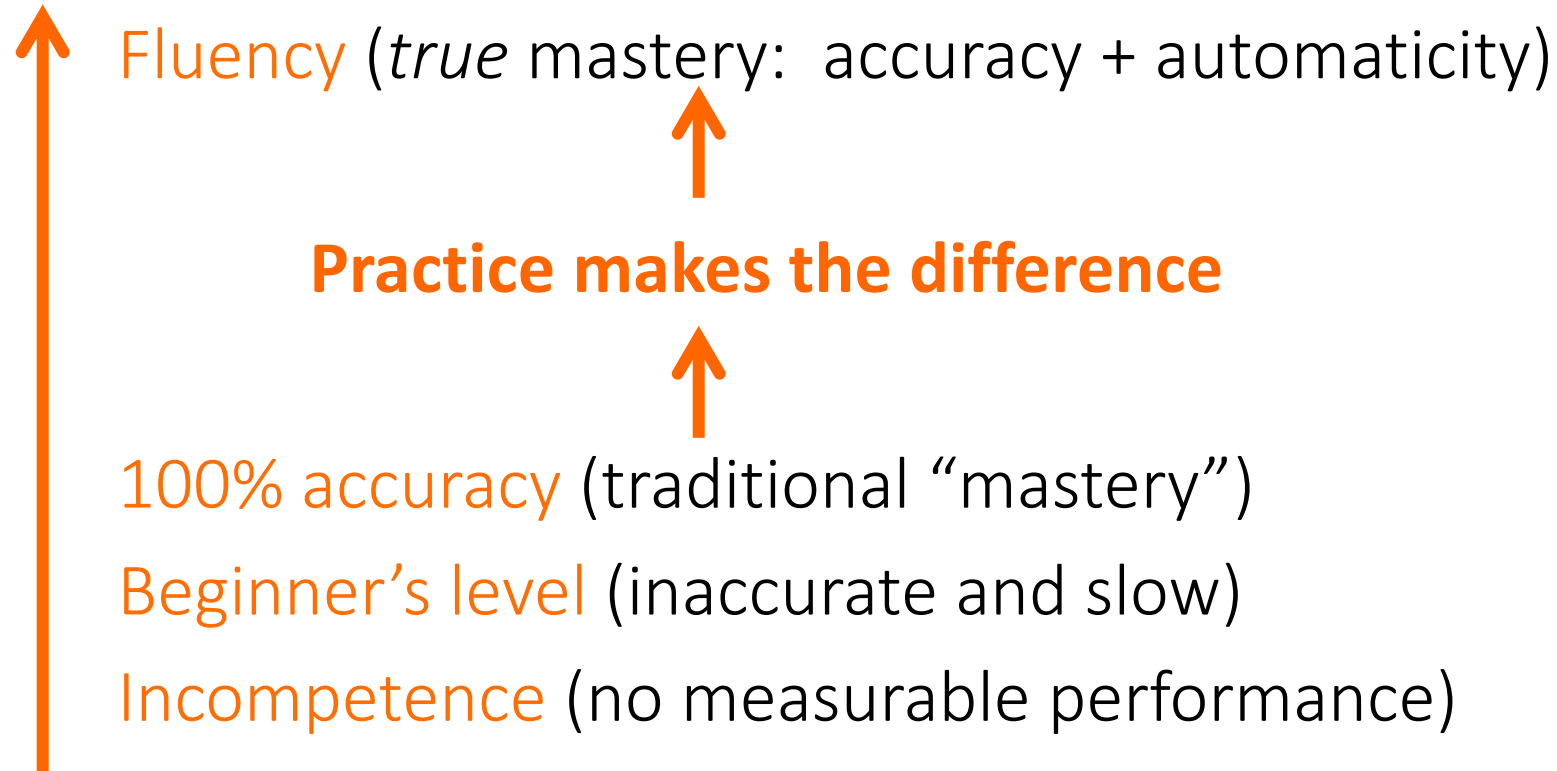 Fluency (true mastery:  accuracy + automaticity)
Practice makes the difference
100% accuracy (traditional “mastery”)
Beginner’s level (inaccurate and slow)
Incompetence (no measurable performance)